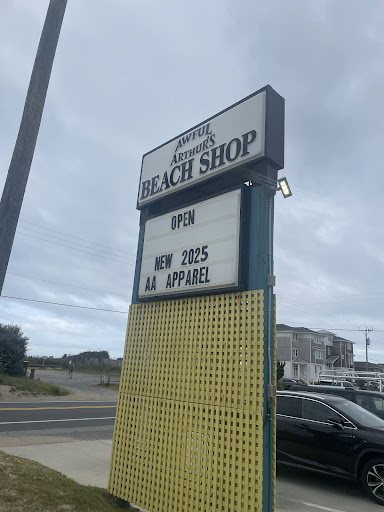 AWFUL
ARTHUR'S
BEACH SHOP
OPEN
NEW 2025
AA APPAREL